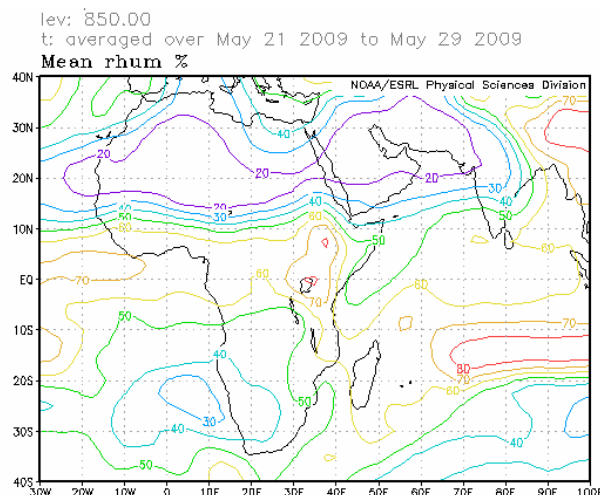 lev: 850.00
t: averaged over May 21 2009 to May 29 2009
Mean rhum %
NOAA/ESRL Physical Sciences Division
40N
70
40
30N
20
20
20
20N
30
20
40
30
40
40
50
50
60
60
10N
50
60
70
60
EQ
70
60
50
70
10S
40
80
20S
70
60
50
30
40
40
30S
50
60
40S
30W
20W
10W
0
10E
20E
30E
40E
50E
60E
70E
80E
90E
100E